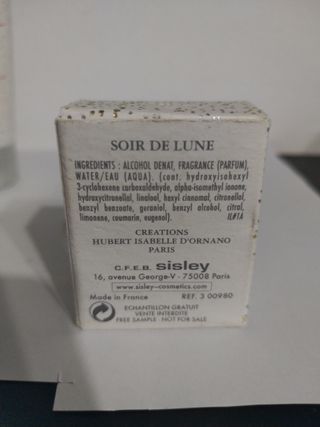 SOIR DE LUNE
INGREDIENTS : ALCOHOL DENAT, FRAGRANCE (PARFUM),
WATER/EAU (AQUA). (cont. hydroxyisohexyl
3-cyclohexene carboxaldehyde, alpha-isomethyl ionone,
hydroxycitronellal, linalool, hexyl cinnamal, citronellol,
benzyl benzoate, geraniol, benzyl alcohol, citral,
limonene, coumarin, eugenol). IL#1A
CREATIONS
HUBERT ISABELLE D'ORNANO
PARIS
C.F.E.B. sisley
16, avenue George-V - 75008 Paris
www.sisley-cosmetics.com
Made in France REF. 3 00980
ECHANTILLON GRATUIT
VENTE INTERDITE
FREE SAMPLE - NOT FOR SALE